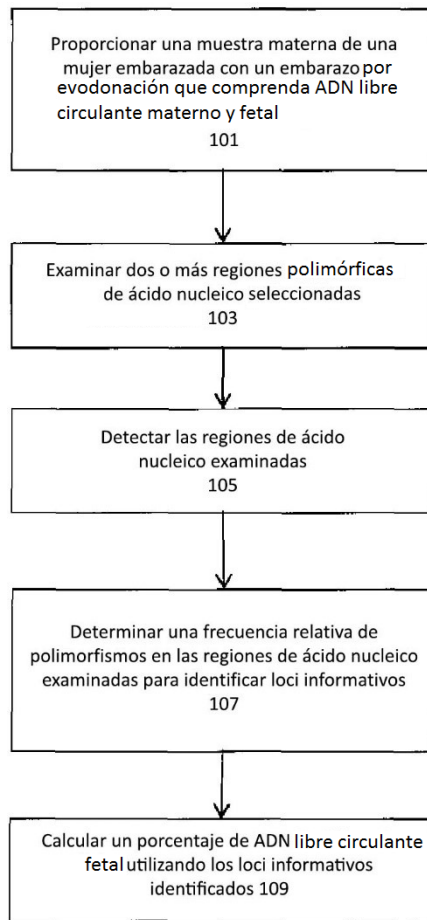 Proporcionar una muestra materna de una
mujer embarazada con un embarazo por
evodonación que comprenda ADN libre
circulante materno y fetal
101
Examinar dos o más regiones polimórficas
de ácido nucleico seleccionadas
103
Detectar las regiones de ácido
nucleico examinadas
105
Determinar una frecuencia relativa de
polimorfismos en las regiones de ácido nucleico
examinadas para identificar loci informativos
107
Calcular un porcentaje de ADN libre circulante
fetal utilizando los loci informativos
identificados 109